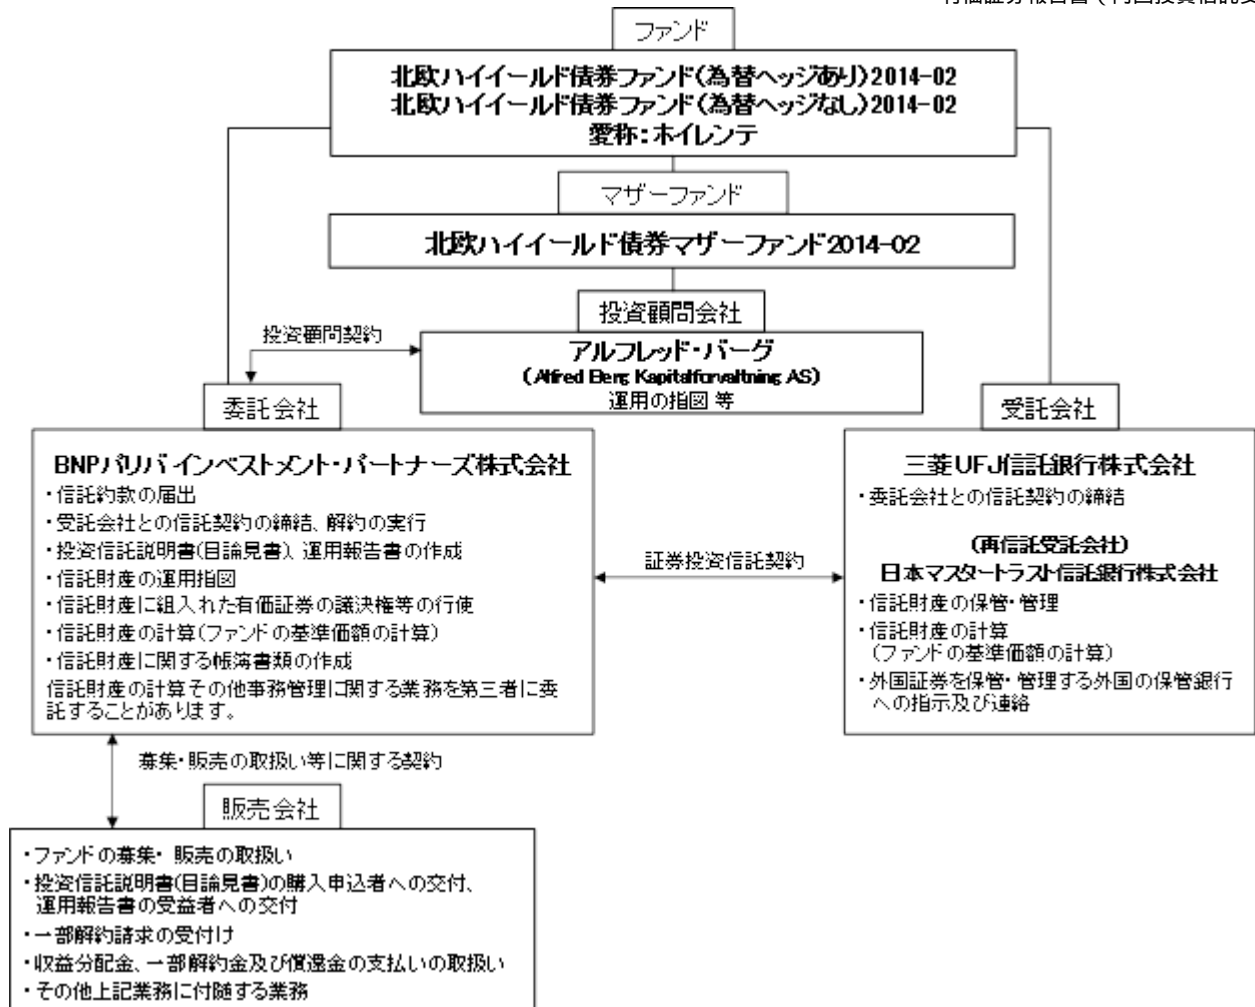 ファンド
北欧ハイイールド債券ファンド(為替ヘッジあり)2014-02
北欧ハイイールド債券ファンド(為替ヘッジなし)2014-02
愛称:ホイレンテ
マザーファンド
北欧ハイイールド債券マザーファンド2014-02
投資顧問会社
投資顧問契約
アルフレッド・バーグ
(Alfred Berg Kapitalforvaltning AS)
運用の指図 等
委託会社
受託会社
BNPパリバ インベストメント・パートナーズ株式会社
・信託約款の届出
・受託会社との信託契約の締結、解約の実行
・投資信託説明書(目論見書)、運用報告書の作成
・信託財産の運用指図
・信託財産に組入れた有価証券の議決権等の行使
・信託財産の計算(ファンドの基準価額の計算)
・信託財産に関する帳簿書類の作成
信託財産の計算その他事務管理に関する業務を第三者に委
託することがあります。
証券投資信託契約
三菱UFJ信託銀行株式会社
・委託会社との信託契約の締結
(再信託受託会社)
日本マスタートラスト信託銀行株式会社
・信託財産の保管・管理
・信託財産の計算
(ファンドの基準価額の計算)
・外国証券を保管・管理する外国の保管銀行
への指示及び連絡
募集・販売の取扱い等に関する契約
販売会社
・ファンドの募集・販売の取扱い
・投資信託説明書(目論見書)の購入申込者への交付、
運用報告書の受益者への交付
・一部解約請求の受付け
・収益分配金、一部解約金及び償還金の支払いの取扱い
・その他上記業務に付随する業務